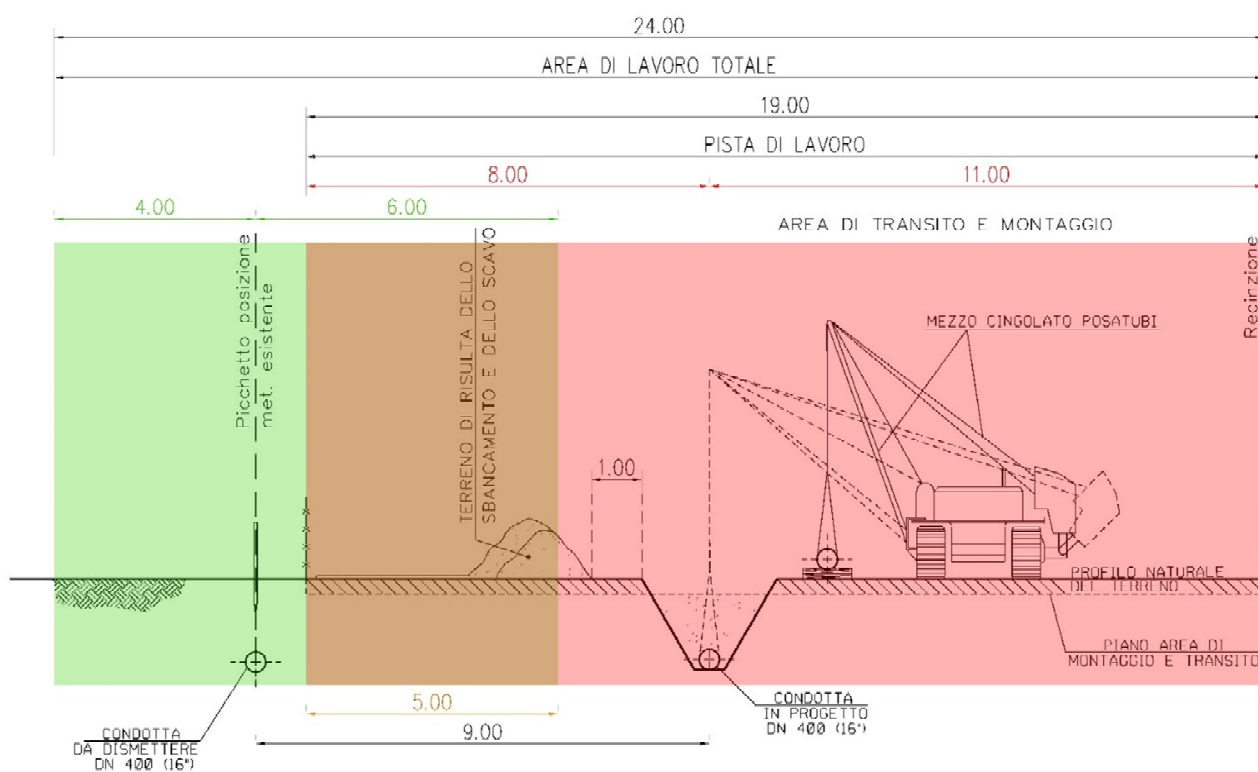 24.00
AREA DI LAVORO TOTALE
19.00
PISTA DI LAVORO
8.00
11.00
4.00
6.00
AREA DI TRANSITO E MONTAGGIO
Picchetto posizione
met. esistente
TERRENO DI RISULTA DELLO
SBANCAMENTO E DELLO SCAVO
Recinzione
MEZZO CINGOLATO POSATUBI
1.00
PROFILO NATURALE
DEL TERRENO
PIANO AREA DI
MONTAGGIO E TRANSITO
5.00
CONDOTTA
IN PROGETTO
DN 400 (16")
9.00
CONDOTTA
DA DISMETTERE
DN 400 (16")